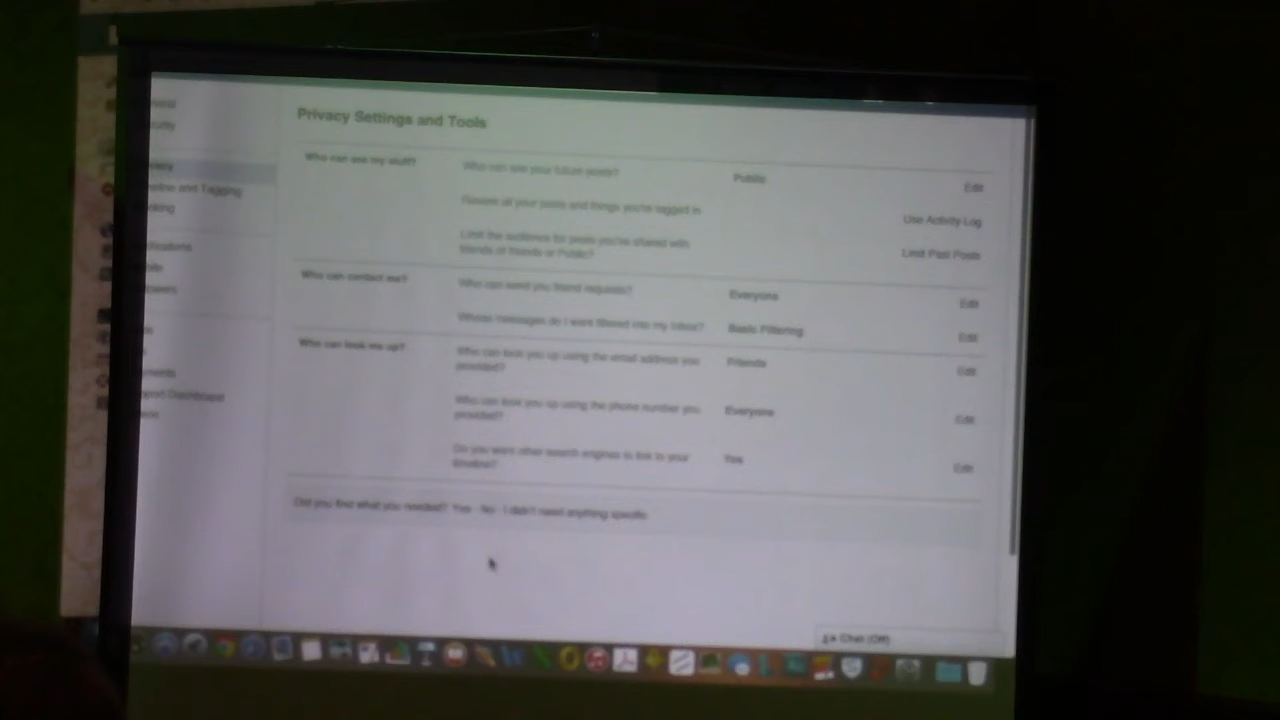 Privacy Settings and Tools
Who can see my stuff?
Who can see your future posts?
Public
Edit
Review all your posts and things you're tagged in
Use Activity Log
Limit the audience for posts you've shared with
friends of friends or Public?
Limit Past Posts
Who can contact me?
Who can send you friend requests?
Everyone
Edit
Whose messages do I want filtered into my Inbox?
Basic Filtering
Edit
Who can look me up?
Who can look you up using the email address you
provided?
Friends
Edit
Who can look you up using the phone number you
provided?
Everyone
Edit
Do you want other search engines to link to your
timeline?
Yes
Edit
Did you find what you needed? Yes · No · I didn't need anything specific
and Tagging
Dashboard
Chat (Off)